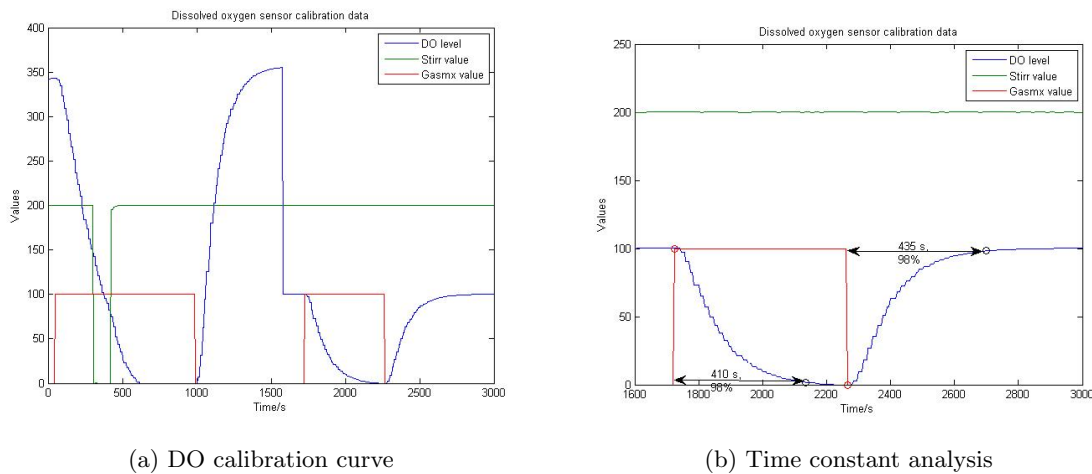 Dissolved oxygen sensor calibration data
400
350
300
250
200
150
100
50
0
Values
0 500 1000 1500 2000 2500 3000
Time/s
DO level
Stirr value
Gasmx value
(a) DO calibration curve
Dissolved oxygen sensor calibration data
250
200
150
100
50
0
Values
1600 1800 2000 2200 2400 2600 2800 3000
Time/s
DO level
Stirr value
Gasmx value
435 s,
98%
410 s,
98%
(b) Time constant analysis